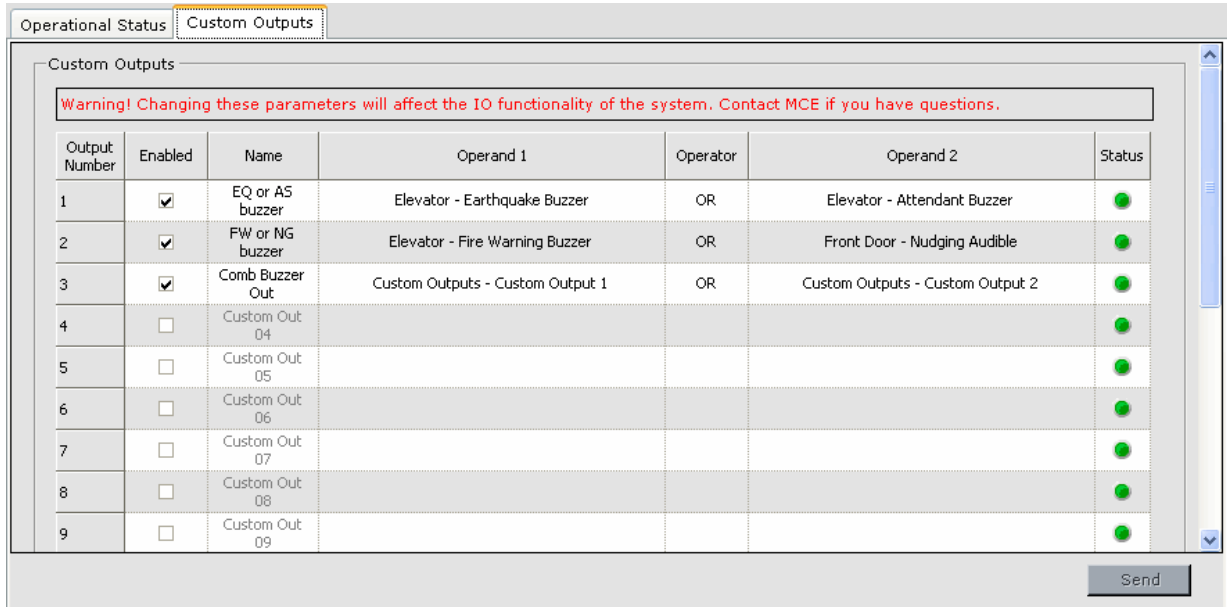 Operational Status Custom Outputs
Custom Outputs
Warning! Changing these parameters will affect the IO functionality of the system. Contact MCE if you have questions.
Output Number Enabled Name Operand 1 Operator Operand 2 Status
1 EQ or AS buzzer Elevator - Earthquake Buzzer OR Elevator - Attendant Buzzer
2 FW or NG buzzer Elevator - Fire Warning Buzzer OR Front Door - Nudging Audible
3 Comb Buzzer Out Custom Outputs - Custom Output 1 OR Custom Outputs - Custom Output 2
4 Custom Out 04
5 Custom Out 05
6 Custom Out 06
7 Custom Out 07
8 Custom Out 08
9 Custom Out 09
Send